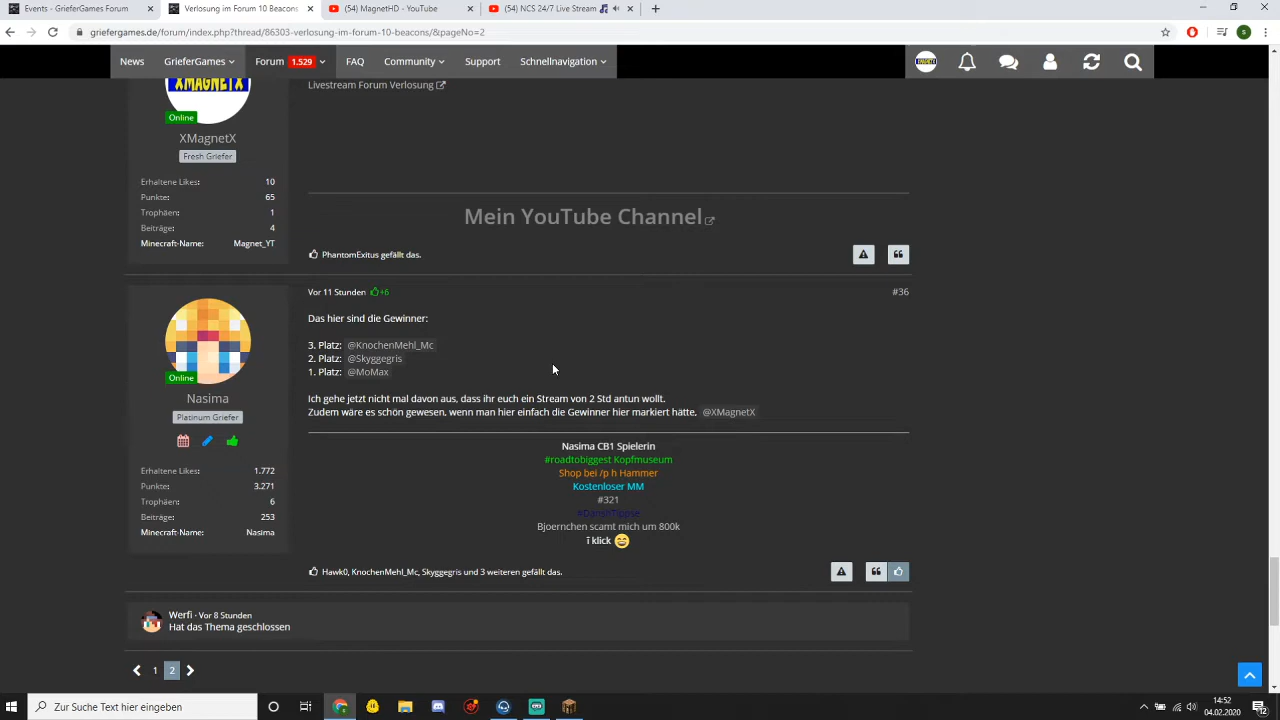 Events - GrieferGames Forum
Verlosung im Forum 10 Beacons
(54) MagnetHD - YouTube
(54) NCS 24/7 Live Stream
griefergames.de/forum/index.php?thread/86303-verlosung-im-forum-10-beacons/&pageNo=2
S
News
GrieferGames
Forum 1.529
FAQ
Community
Support
Schnellnavigation
XMAGNETX
Livestream Forum Verlosung
Online
XMagnetX
Fresh Griefer
Erhaltene Likes: 10
Punkte: 65
Trophäen: 1
Beiträge: 4
Minecraft-Name: Magnet_YT
Mein YouTube Channel
PhantomExitus gefällt das.
Vor 11 Stunden +6
#36
Das hier sind die Gewinner:
3. Platz: @KnochenMehl_Mc
2. Platz: @Skyggegris
1. Platz: @MoMax
Ich gehe jetzt nicht mal davon aus, dass ihr euch ein Stream von 2 Std antun wollt.
Zudem wäre es schön gewesen, wenn man hier einfach die Gewinner hier markiert hätte, @XMagnetX
Online
Nasima
Platinum Griefer
Erhaltene Likes: 1.772
Punkte: 3.271
Trophäen: 6
Beiträge: 253
Minecraft-Name: Nasima
Nasima CB1 Spielerin
#roadtobiggest Kopfmuseum
Shop bei /p h Hammer
Kostenloser MM
#321
Bjoernchen scamt mich um 800k
klick
Hawk0, KnochenMehl_Mc, Skyggegris und 3 weiteren gefällt das.
Werfi - Vor 8 Stunden
Hat das Thema geschlossen
1
2
Zur Suche Text hier eingeben
14:52
04.02.2020
12